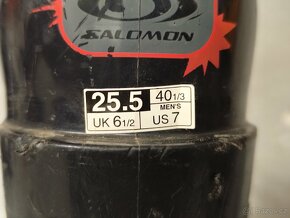 SALOMON
25.5 40 1/3
MEN'S
UK 6 1/2 US 7